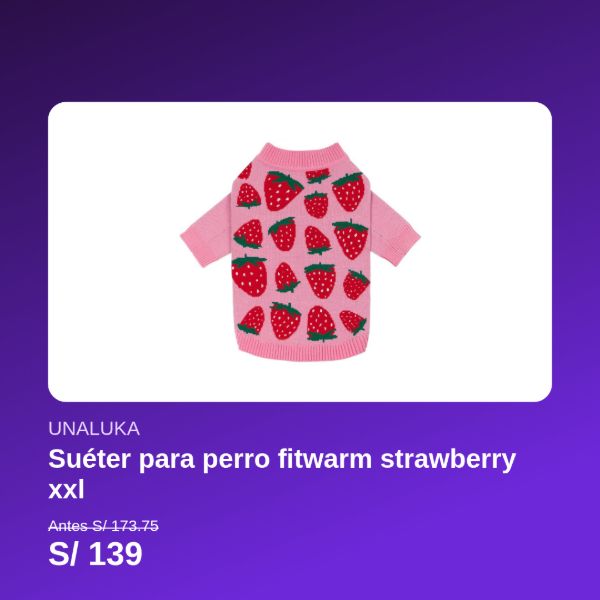 UNALUKA
Suéter para perro fitwarm strawberry
xxl
Antes S/ 173.75
S/ 139